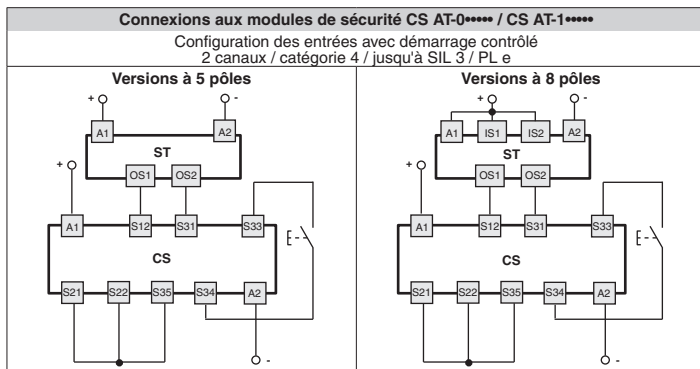 Connexions aux modules de sécurité CS AT-0••••• / CS AT-1•••••
Configuration des entrées avec démarrage contrôlé
2 canaux / catégorie 4 / jusqu'à SIL 3 / PL e
Versions à 5 pôles
+ -
A1 A2
ST
OS1 OS2
+
A1 S12 S31 S33
CS
S21 S22 S35 S34 A2
-
Versions à 8 pôles
+ -
A1 IS1 IS2 A2
ST
OS1 OS2
+
A1 S12 S31 S33
CS
S21 S22 S35 S34 A2
-